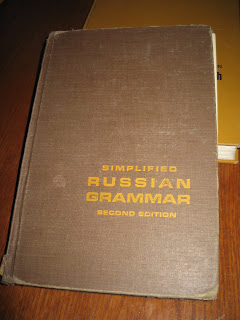 SIMPLIFIED
RUSSIAN
GRAMMAR
SECOND EDITION